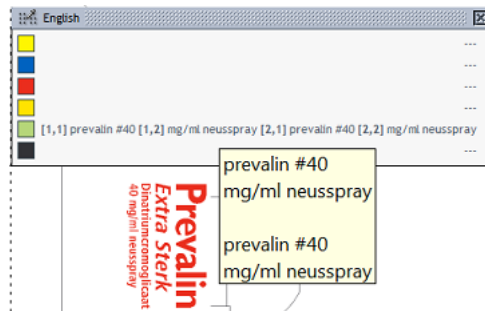 English
---
---
---
---
[1,1] prevalin #40 [1,2] mg/ml neusspray [2,1] prevalin #40 [2,2] mg/ml neusspray
---
prevalin #40
mg/ml neusspray
prevalin #40
mg/ml neusspray
Prevalin
Extra Sterk
Dinatriumcromoglicaat
40 mg/ml neusspray